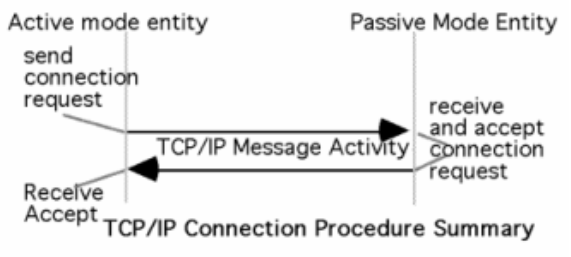 Active mode entity
Passive Mode Entity
send
connection
request
receive
and accept
connection
request
TCP/IP Message Activity
Receive
Accept
TCP/IP Connection Procedure Summary